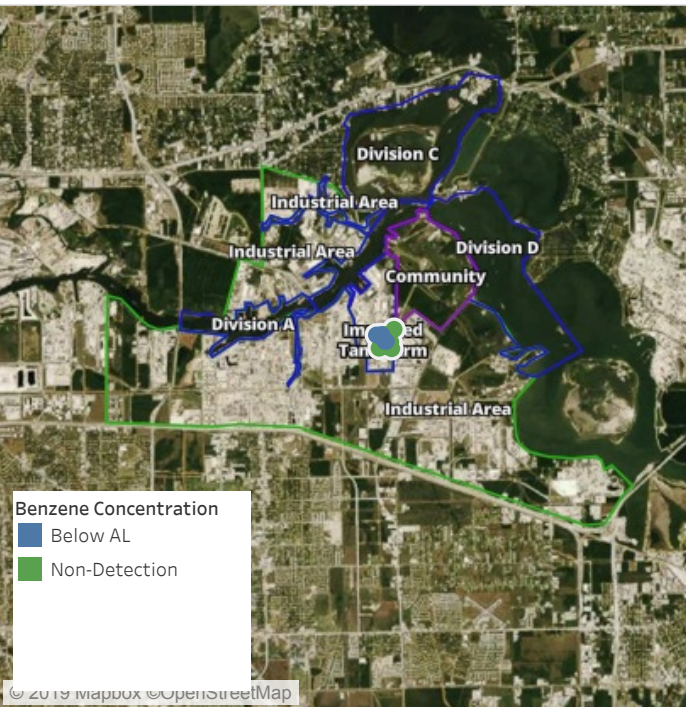 Division C
Industrial Area
Division D
Industrial Area
Community
Division A
Industrial Area
Benzene Concentration
Below AL
Non-Detection
© 2019 Mapbox ©OpenStreetMap